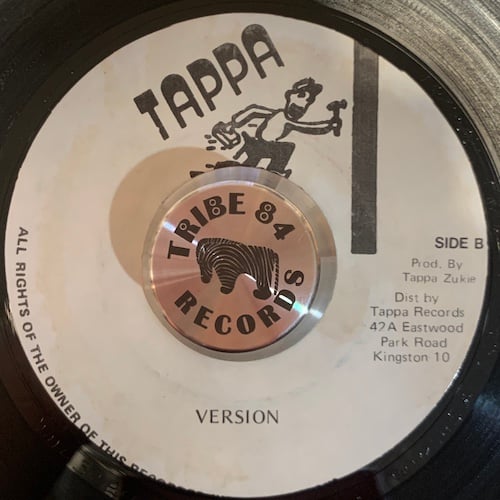 TAPPA
TRIBE 84
RECORDS
SIDE B
Prod. By
Tappa Zukie
Dist by
Tappa Records
42A Eastwood
Park Road
Kingston 10
VERSION
ALL RIGHTS OF THE OWNER OF THIS RECOR